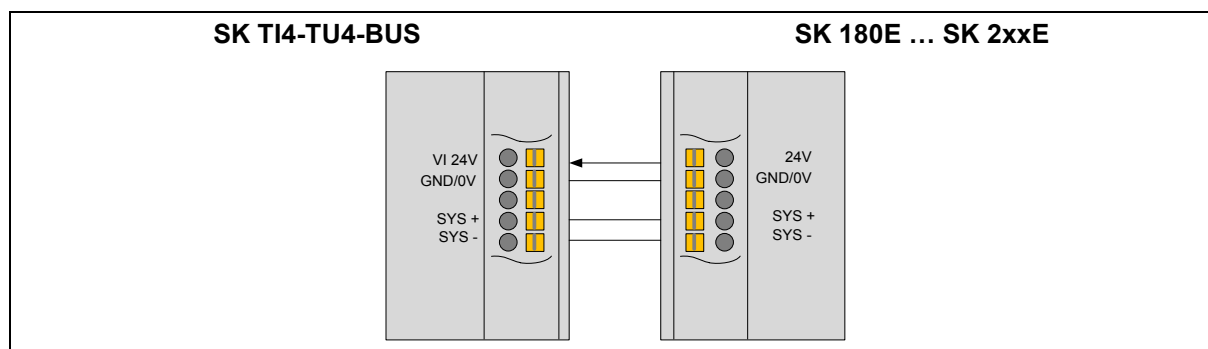 SK TI4-TU4-BUS SK 180E … SK 2xxE
VI 24V 24V
GND/0V GND/0V
SYS + SYS +
SYS - SYS -